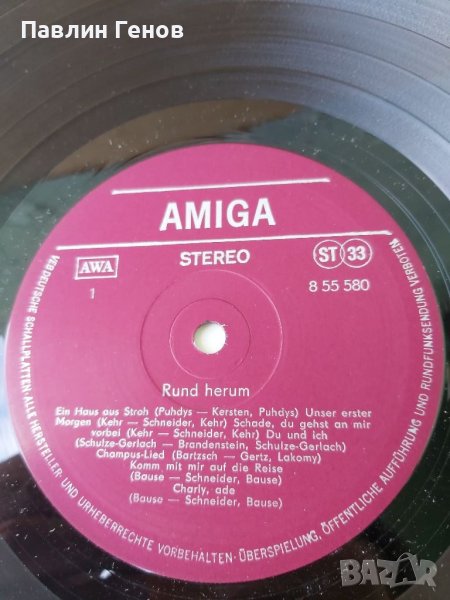 Павлин Генов
AMIGA
STEREO
ST 33
AWA
1
8 55 580
Rund herum
Ein Haus aus Stroh (Puhdys — Kersten, Puhdys) Unser erster
Morgen (Kehr — Schneider, Kehr) Schade, du gehst an mir
vorbei (Kehr — Schneider, Kehr) Du und ich
(Schulze-Gerlach — Brandenstein, Schulze-Gerlach)
Champus-Lied (Bartzsch — Gertz, Lakomy)
Komm mit mir auf die Reise
(Bause — Schneider, Bause)
Charly, ade
(Bause — Schneider, Bause)
VEB DEUTSCHE SCHALLPLATTEN · ALLE HERSTELLER- UND URHEBERRECHTE VORBEHALTEN · ÜBERSPIELUNG, ÖFFENTLICHE AUFFÜHRUNG UND RUNDFUNKSENDUNG VERBOTEN
BAZAR